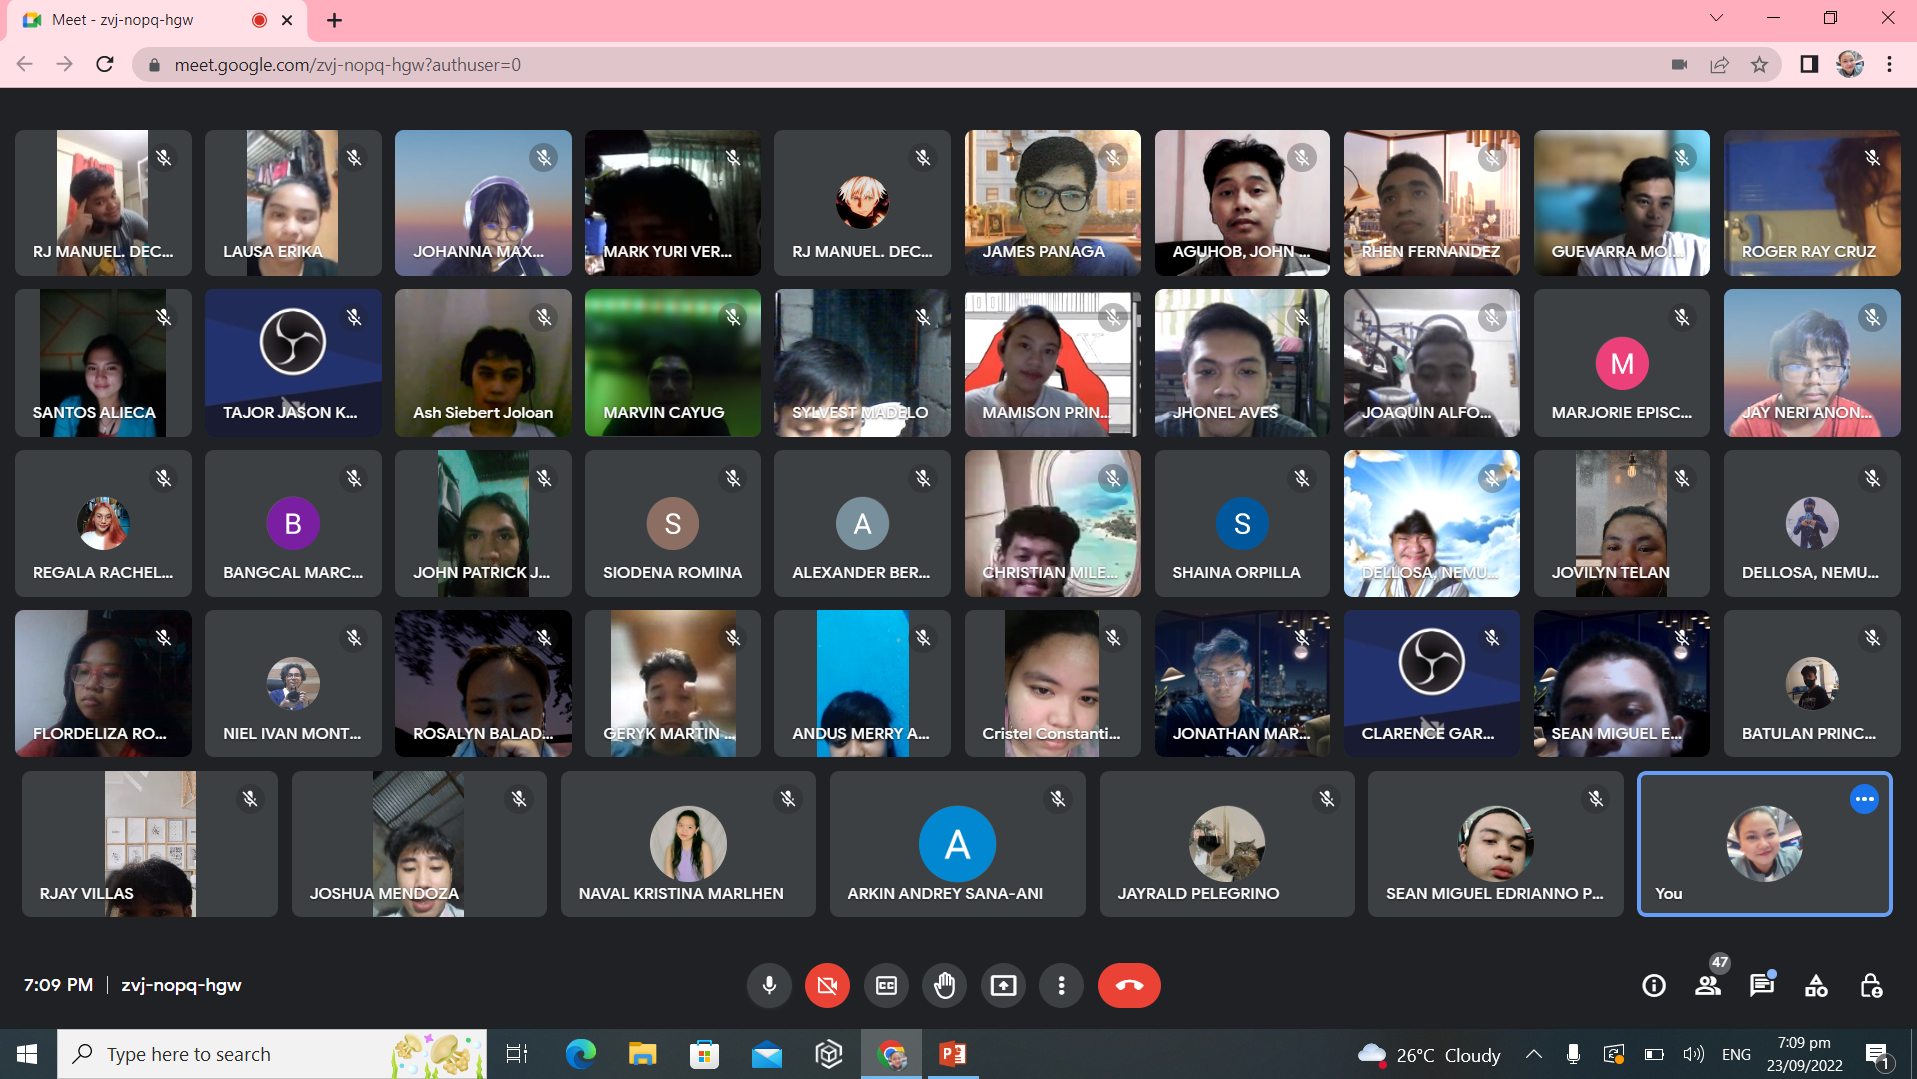 Meet - zvj-nopq-hgw
meet.google.com/zvj-nopq-hgw?authuser=0
RJ MANUEL. DEC...
LAUSA ERIKA
JOHANNA MAX...
MARK YURI VER...
RJ MANUEL. DEC...
JAMES PANAGA
AGUHOB, JOHN ...
RHEN FERNANDEZ
GUEVARRA MOI...
ROGER RAY CRUZ
SANTOS ALIECA
TAJOR JASON K...
Ash Siebert Joloan
MARVIN CAYUG
SYLVEST MADELO
MAMISON PRIN...
JHONEL AVES
JOAQUIN ALFO...
M
MARJORIE EPISC...
JAY NERI ANON...
REGALA RACHEL...
B
BANGCAL MARC...
JOHN PATRICK J...
S
SIODENA ROMINA
A
ALEXANDER BER...
CHRISTIAN MILE...
S
SHAINA ORPILLA
DELLOSA, NEMU...
JOVILYN TELAN
DELLOSA, NEMU...
FLORDELIZA RO...
NIEL IVAN MONT...
ROSALYN BALAD...
GERYK MARTIN ...
ANDUS MERRY A...
Cristel Constanti...
JONATHAN MAR...
CLARENCE GAR...
SEAN MIGUEL E...
BATULAN PRINC...
RJAY VILLAS
JOSHUA MENDOZA
NAVAL KRISTINA MARLHEN
A
ARKIN ANDREY SANA-ANI
JAYRALD PELEGRINO
SEAN MIGUEL EDRIANNO P...
You
7:09 PM | zvj-nopq-hgw
CC
47
Type here to search
26°C Cloudy
ENG
7:09 pm
23/09/2022
1